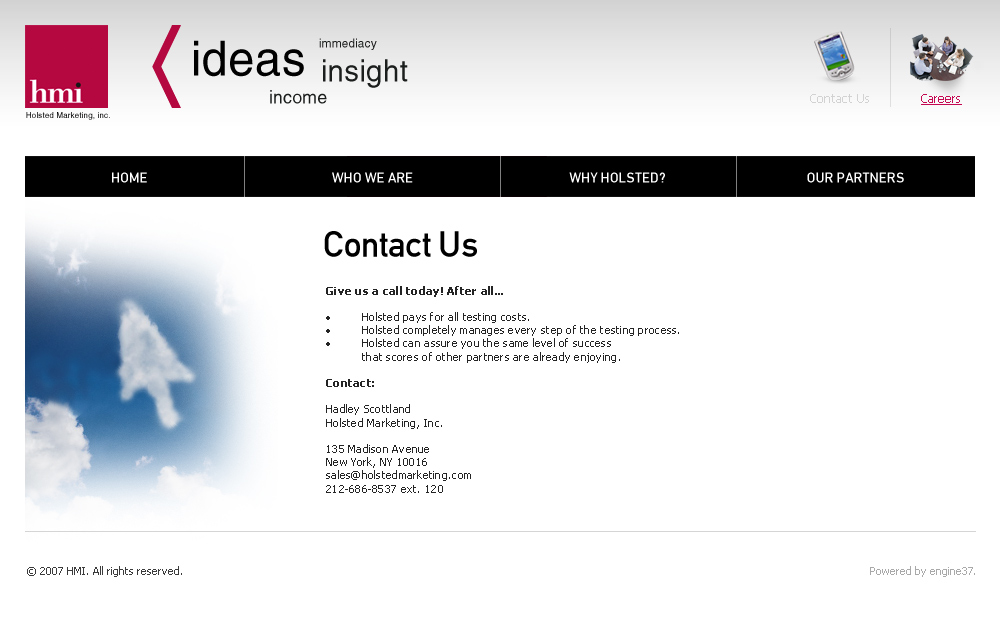 hmi
Holsted Marketing, inc.
ideas
immediacy
insight
income
Contact Us
Careers
HOME
WHO WE ARE
WHY HOLSTED?
OUR PARTNERS
Contact Us
Give us a call today! After all...
• Holsted pays for all testing costs.
• Holsted completely manages every step of the testing process.
• Holsted can assure you the same level of success
that scores of other partners are already enjoying.
Contact:
Hadley Scottland
Holsted Marketing, Inc.
135 Madison Avenue
New York, NY 10016
sales@holstedmarketing.com
212-686-8537 ext. 120
© 2007 HMI. All rights reserved.
Powered by engine37.